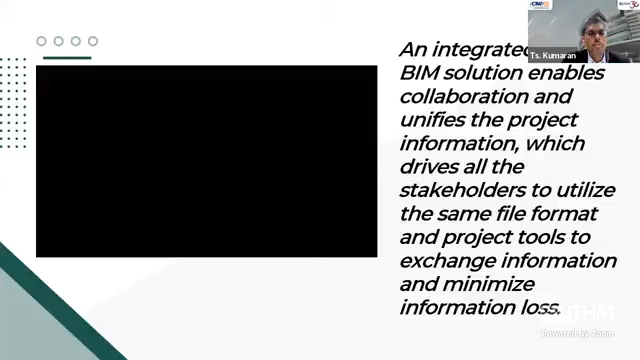 An integrated
BIM solution enables
collaboration and
unifies the project
information, which
drives all the
stakeholders to utilize
the same file format
and project tools to
exchange information
and minimize
information loss.
Ts. Kumaran
Powered by Zoom